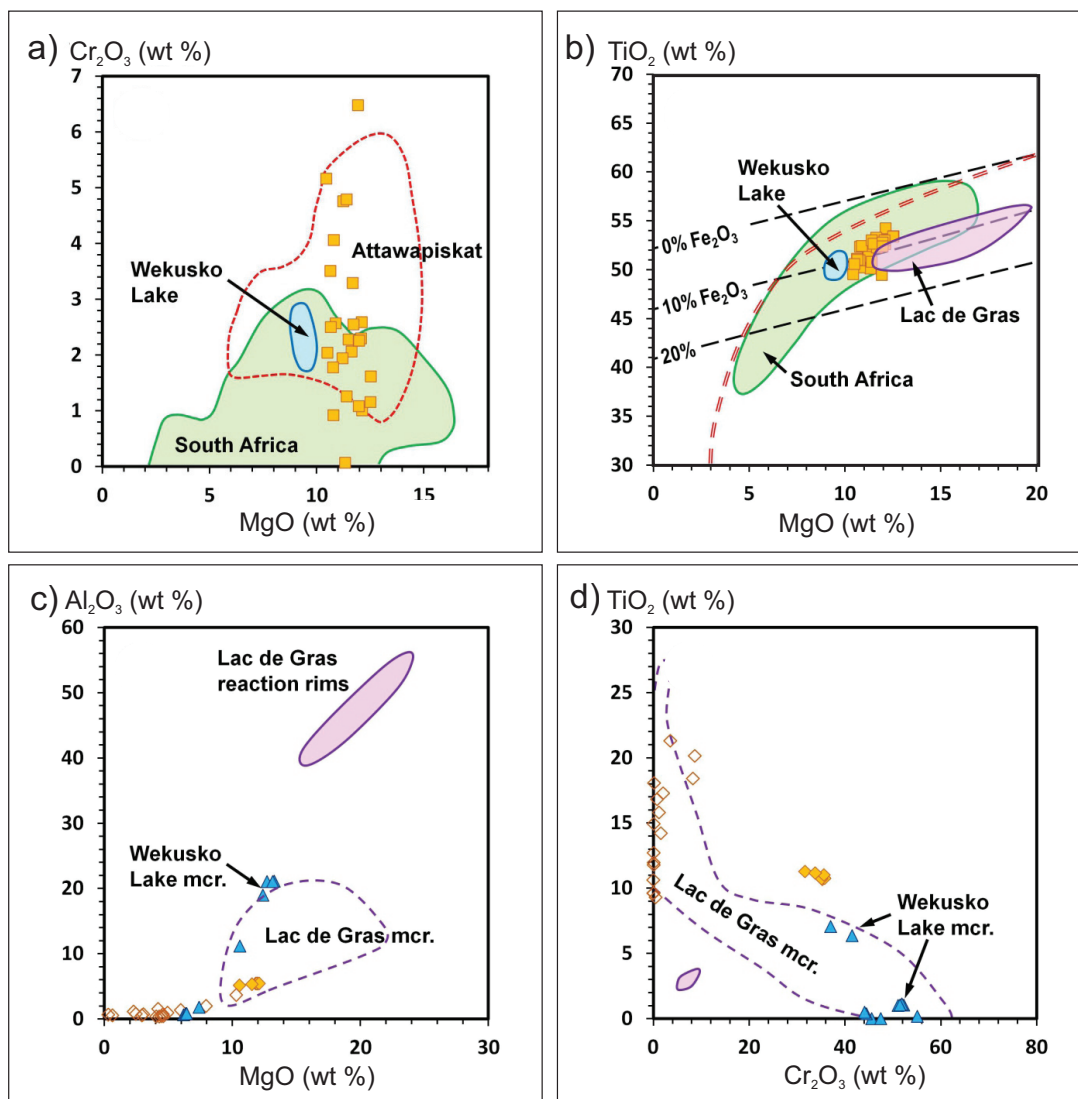 a) Cr₂O₃ (wt %)
7
6
5
4
3
2
1
0
0 5 10 15
MgO (wt %)
Attawapiskat
Wekusko
Lake
South Africa
b) TiO₂ (wt %)
70
60
50
40
30
0 5 10 15 20
MgO (wt %)
Wekusko
Lake
0% Fe₂O₃
10% Fe₂O₃
20%
Lac de Gras
South Africa
c) Al₂O₃ (wt %)
60
50
40
30
20
10
0
0 10 20 30
MgO (wt %)
Lac de Gras
reaction rims
Wekusko
Lake mcr.
Lac de Gras mcr.
d) TiO₂ (wt %)
30
25
20
15
10
5
0
0 20 40 60 80
Cr₂O₃ (wt %)
Lac de Gras mcr.
Wekusko
Lake mcr.